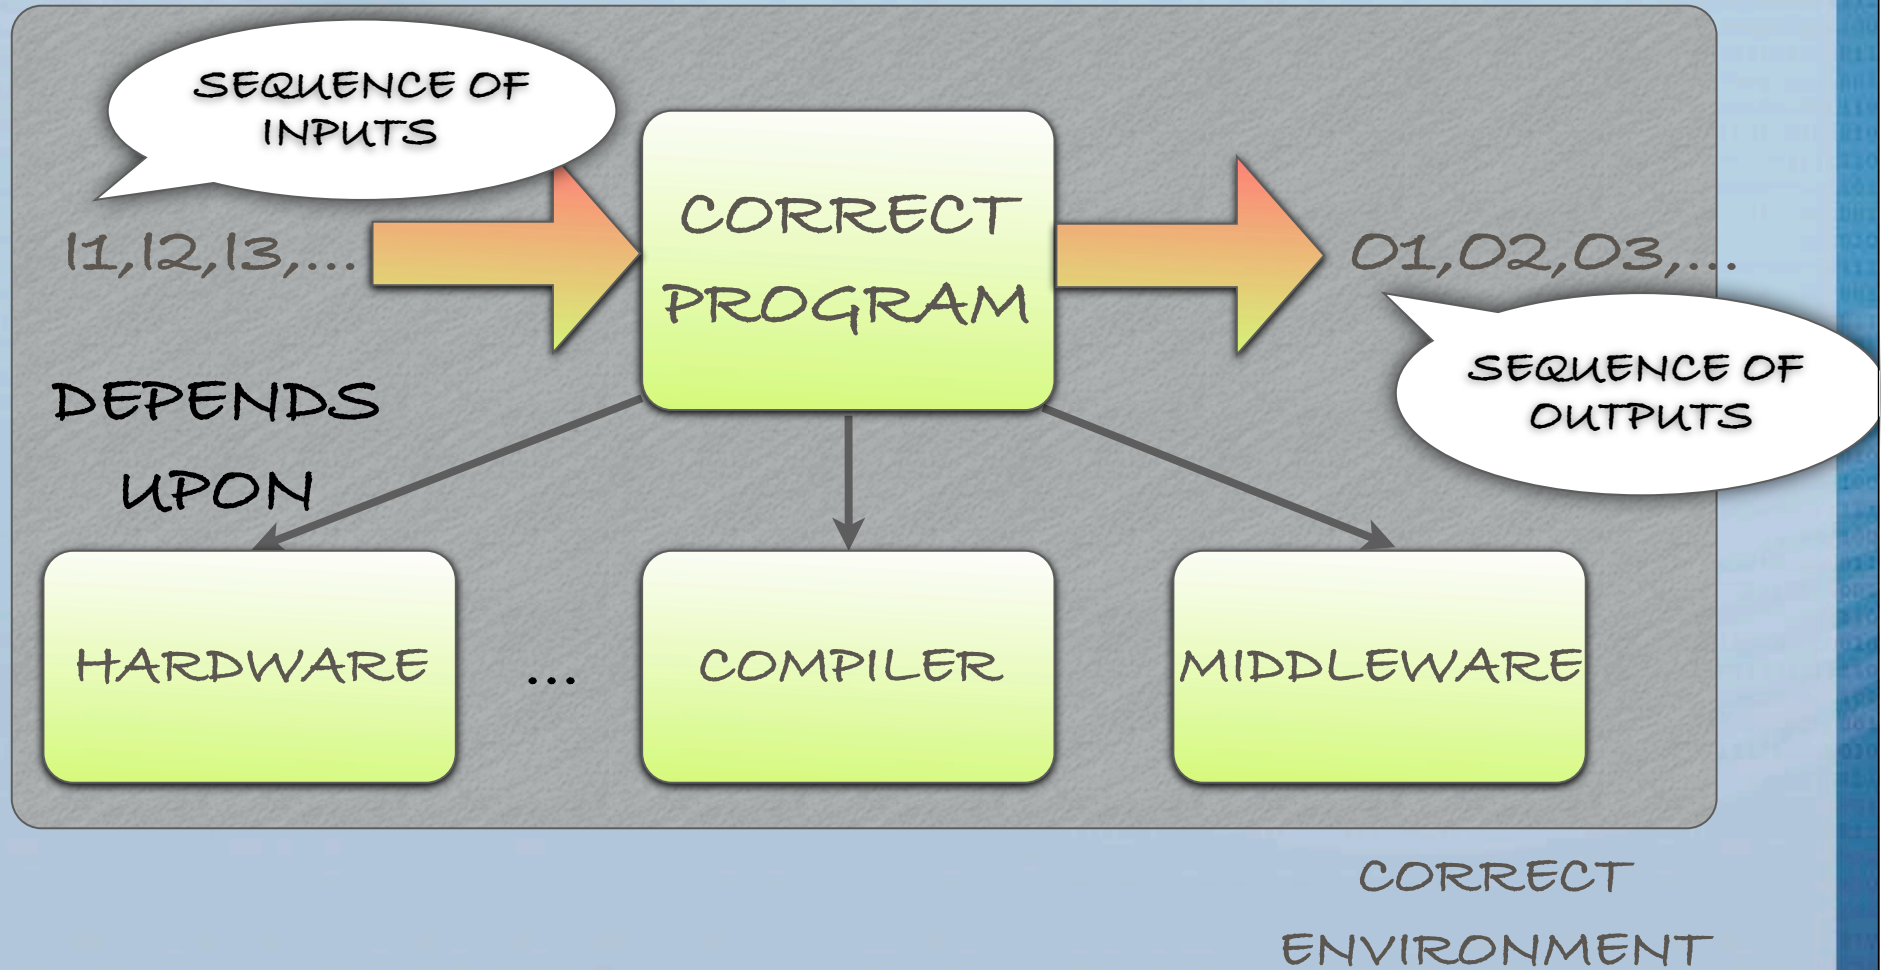 SEQUENCE OF
INPUTS
I1,I2,I3,...
CORRECT
PROGRAM
O1,O2,O3,...
SEQUENCE OF
OUTPUTS
DEPENDS
UPON
HARDWARE
...
COMPILER
MIDDLEWARE
CORRECT
ENVIRONMENT